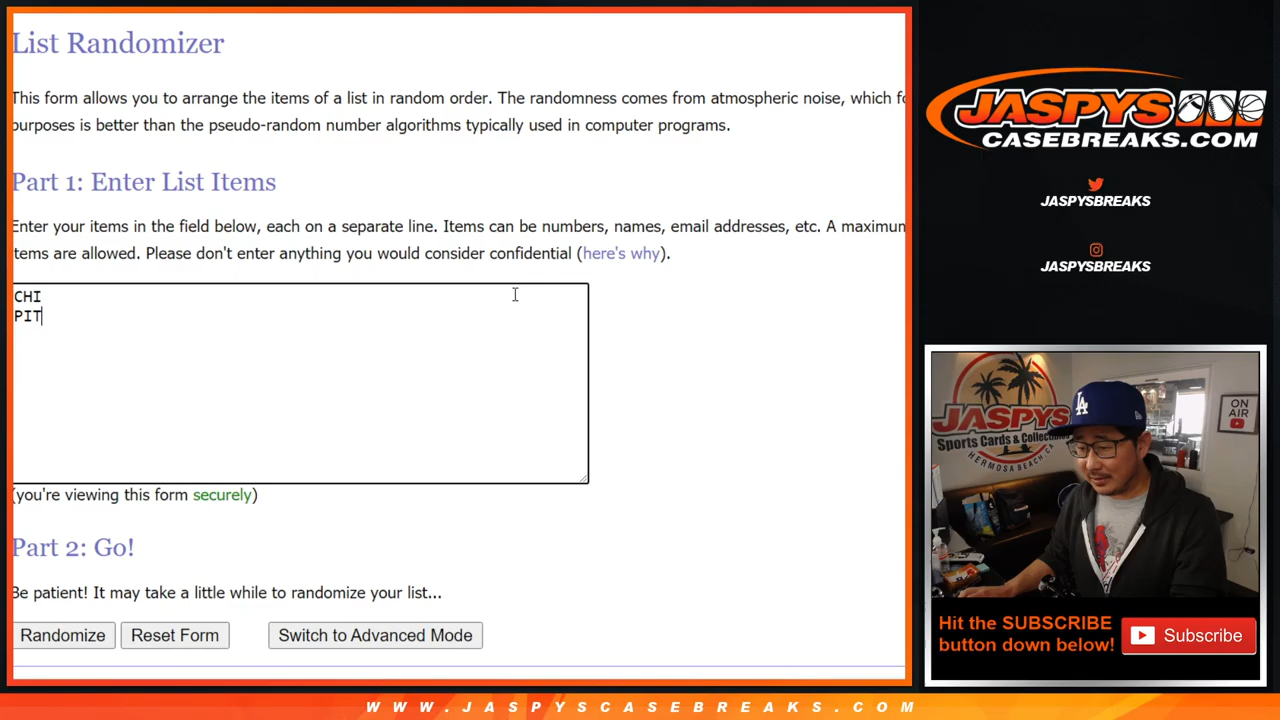 List Randomizer
This form allows you to arrange the items of a list in random order. The randomness comes from atmospheric noise, which
purposes is better than the pseudo-random number algorithms typically used in computer programs.
Part 1: Enter List Items
Enter your items in the field below, each on a separate line. Items can be numbers, names, email addresses, etc. A maximum
items are allowed. Please don't enter anything you would consider confidential (here's why).
CHI
PIT
(you're viewing this form securely)
Part 2: Go!
Be patient! It may take a little while to randomize your list...
Randomize
Reset Form
Switch to Advanced Mode
JASPYS
CASEBREAKS.COM
JASPYSBREAKS
JASPYSBREAKS
JASPYS
Sports Cards & Collectibles
HERMOSA BEACH, CA
LA
ON
AIR
Hit the SUBSCRIBE
button down below!
Subscribe
WWW.JASPYSCASEBREAKS.COM